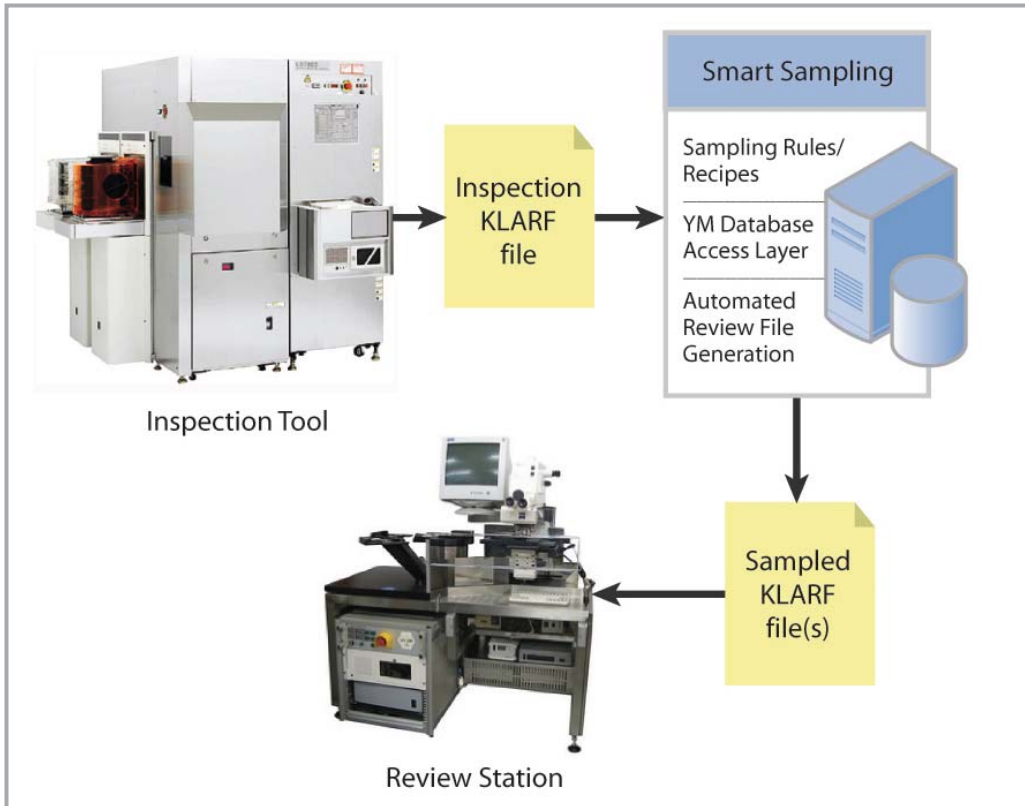 Smart Sampling
Sampling Rules/
Recipes
YM Database
Access Layer
Automated
Review File
Generation
Inspection
KLARF
file
Inspection Tool
Sampled
KLARF
file(s)
Review Station